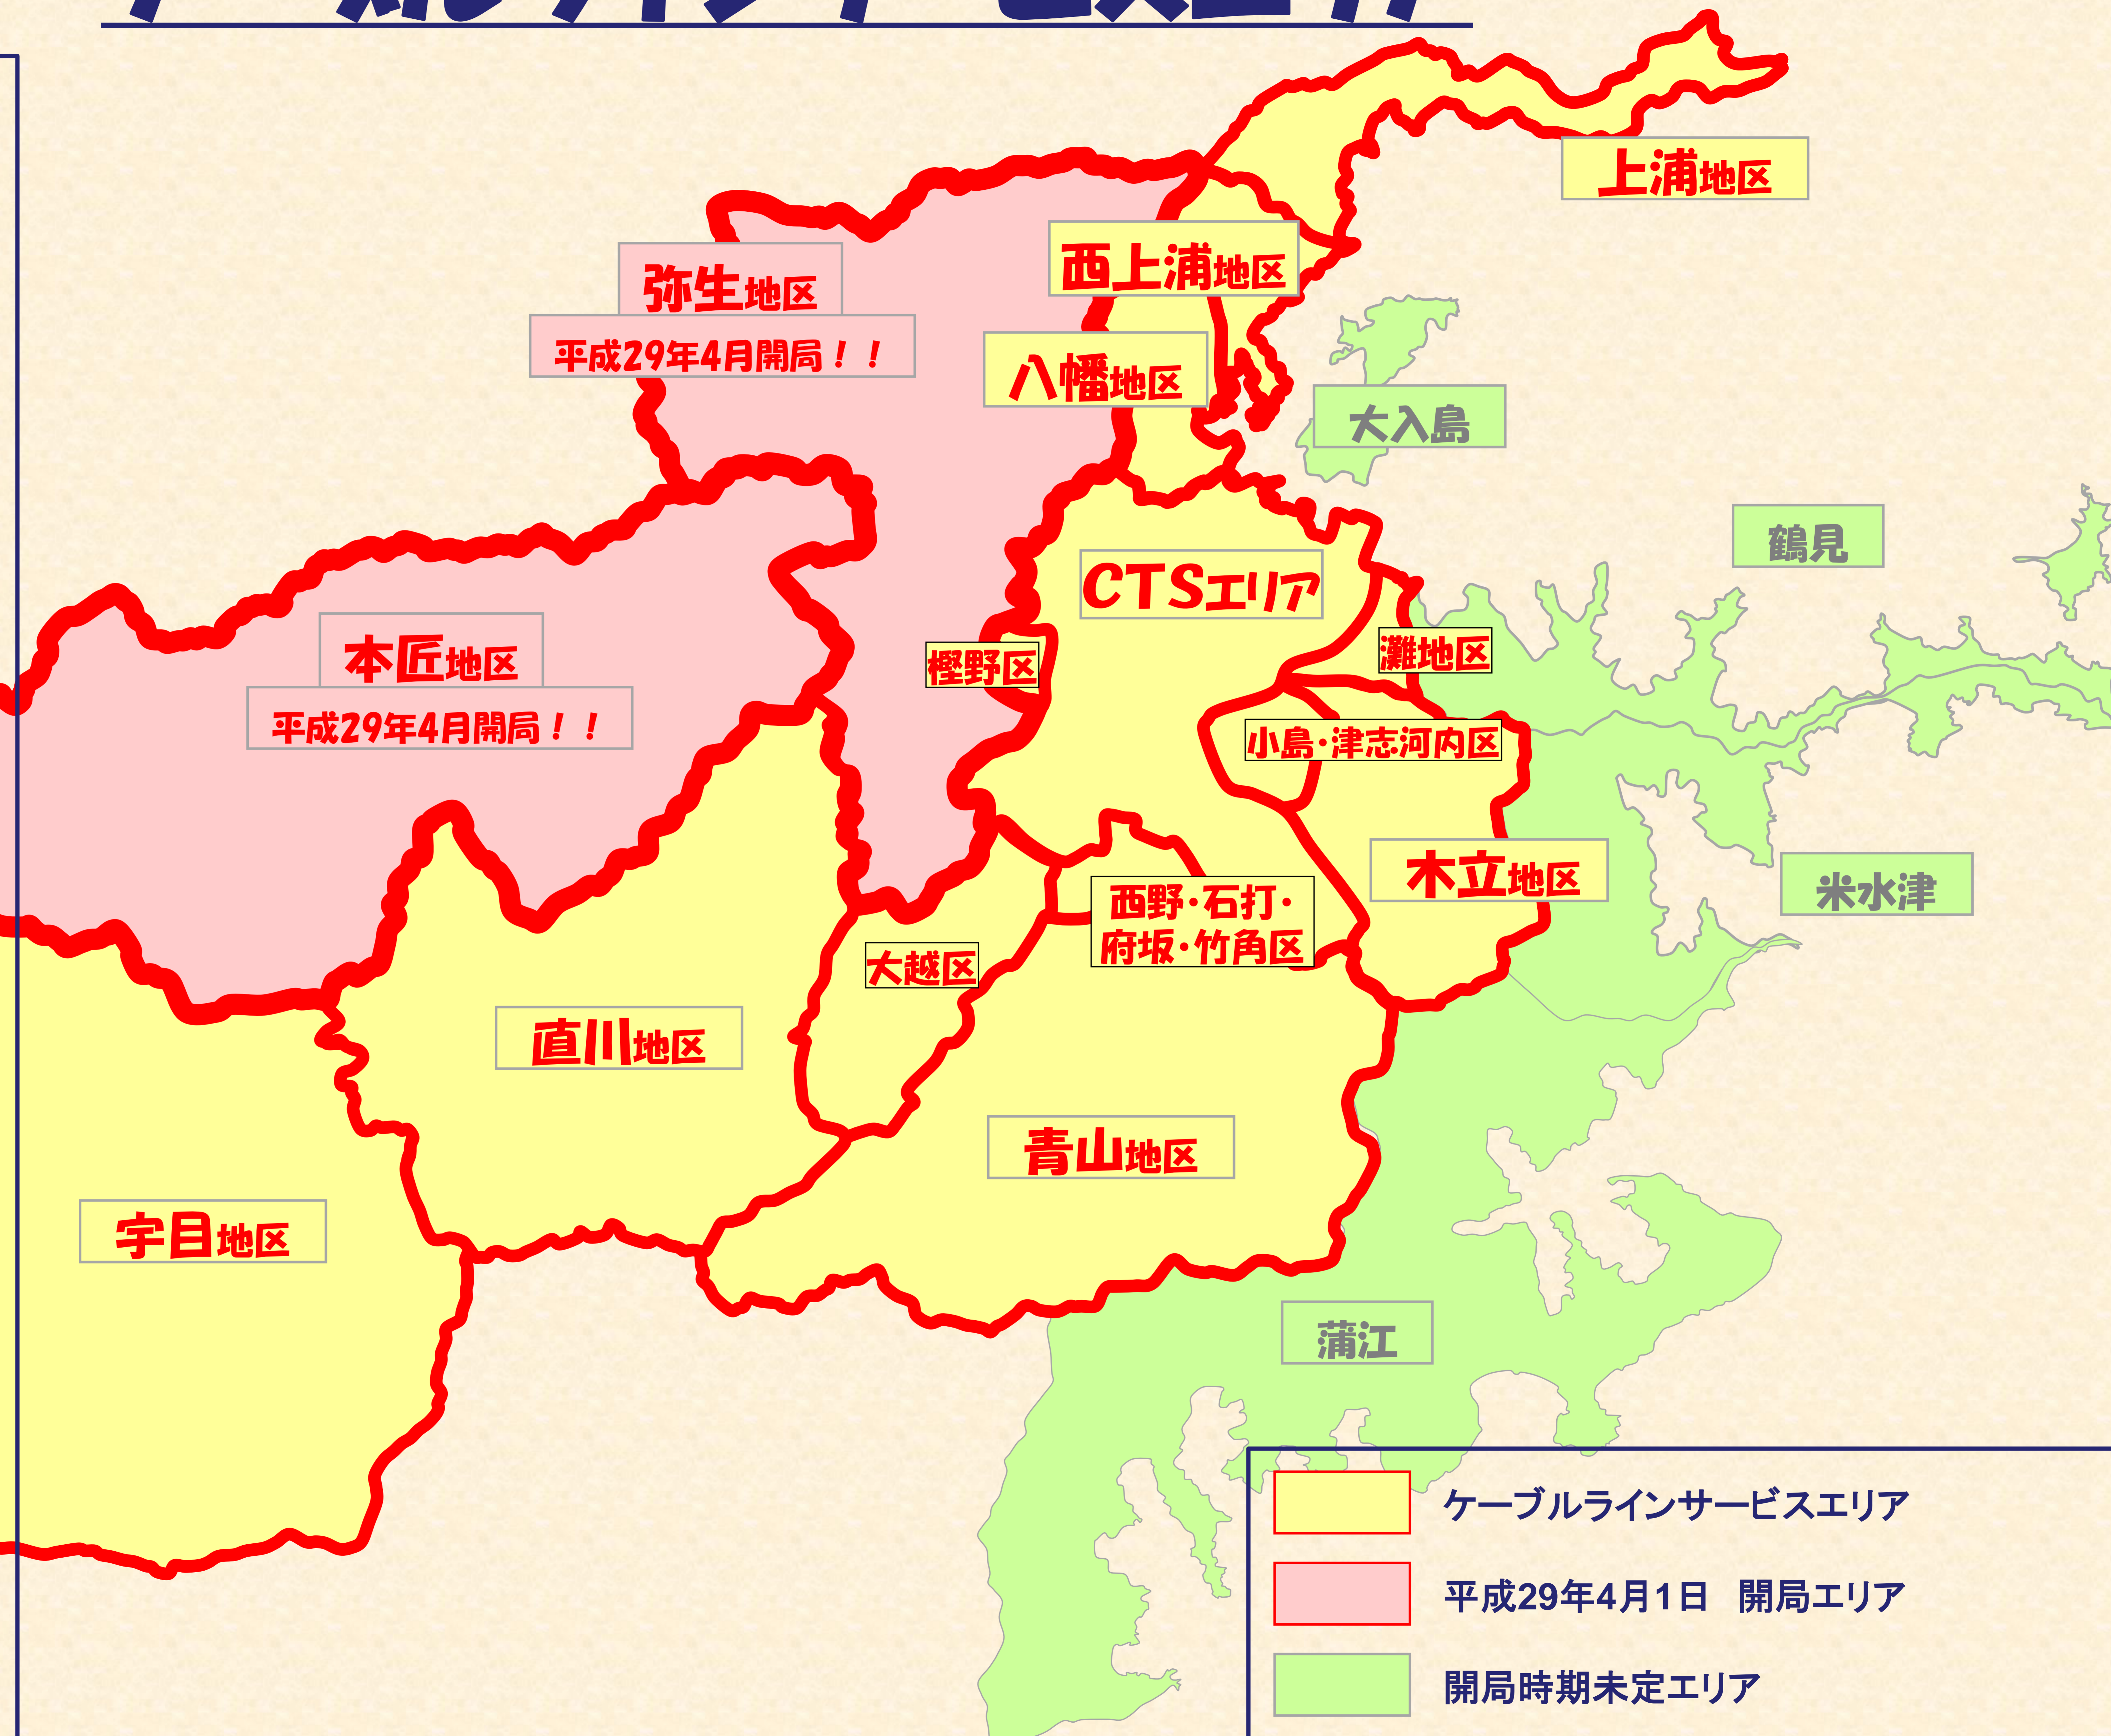 上浦地区
西上浦地区
弥生地区
平成29年4月開局！！
八幡地区
大入島
鶴見
CTSエリア
本匠地区
平成29年4月開局！！
樫野区
灘地区
小島・津志河内区
木立地区
米水津
西野・石打・
府坂・竹角区
大越区
直川地区
青山地区
宇目地区
蒲江
ケーブルラインサービスエリア
平成29年4月1日　開局エリア
開局時期未定エリア